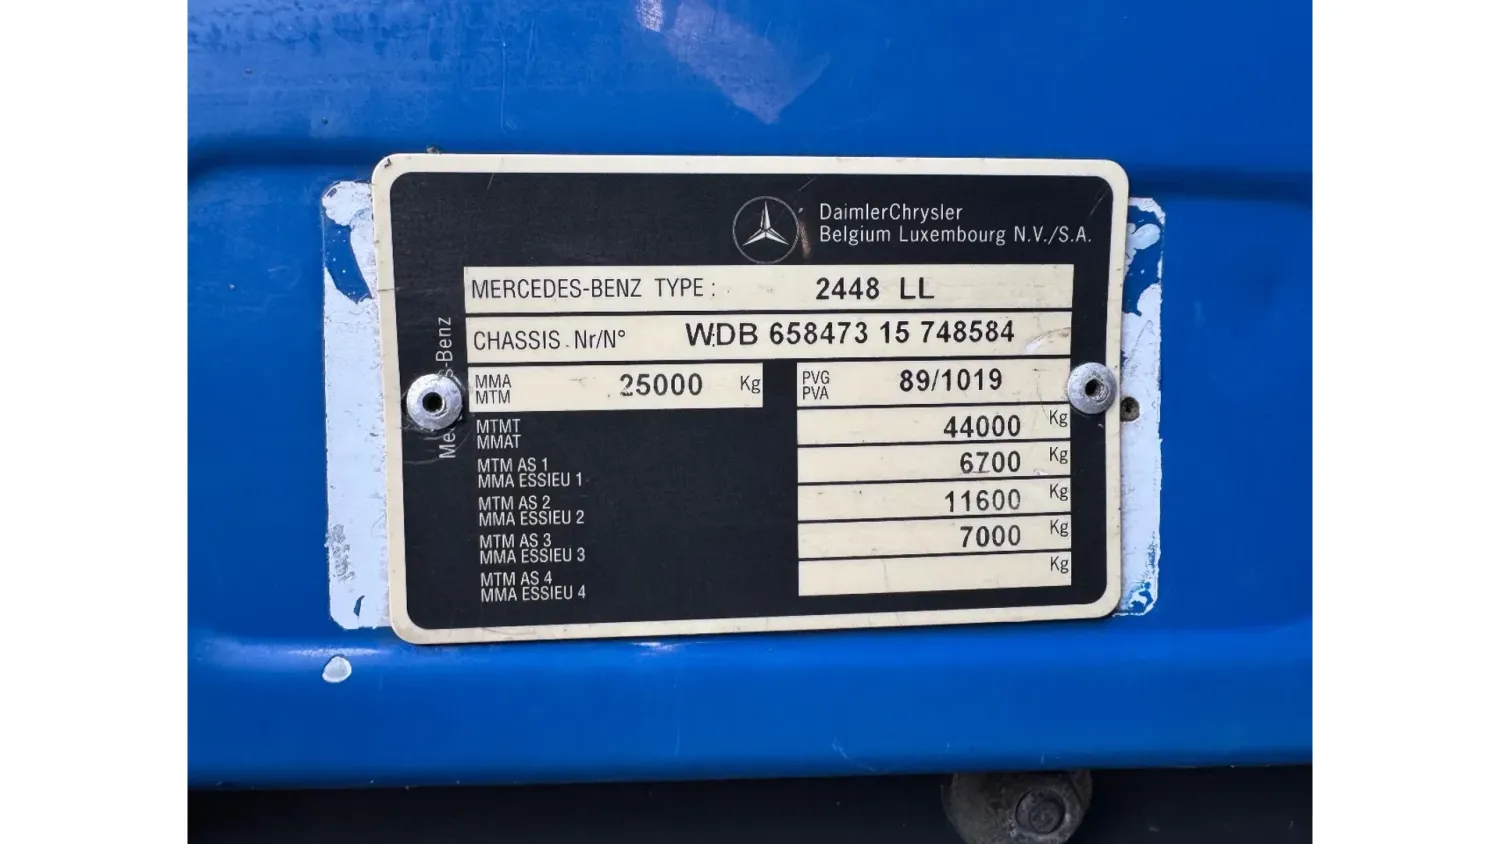 DaimlerChrysler
Belgium Luxembourg N.V./S.A.
MERCEDES-BENZ TYPE : 2448 LL
CHASSIS Nr/N° WDB 658473 15 748584
MMA
MTM 25000 Kg
PVG
PVA 89/1019
MTMT
MMAT 44000 Kg
MTM AS 1
MMA ESSIEU 1 6700 Kg
MTM AS 2
MMA ESSIEU 2 11600 Kg
MTM AS 3
MMA ESSIEU 3 7000 Kg
MTM AS 4
MMA ESSIEU 4 Kg